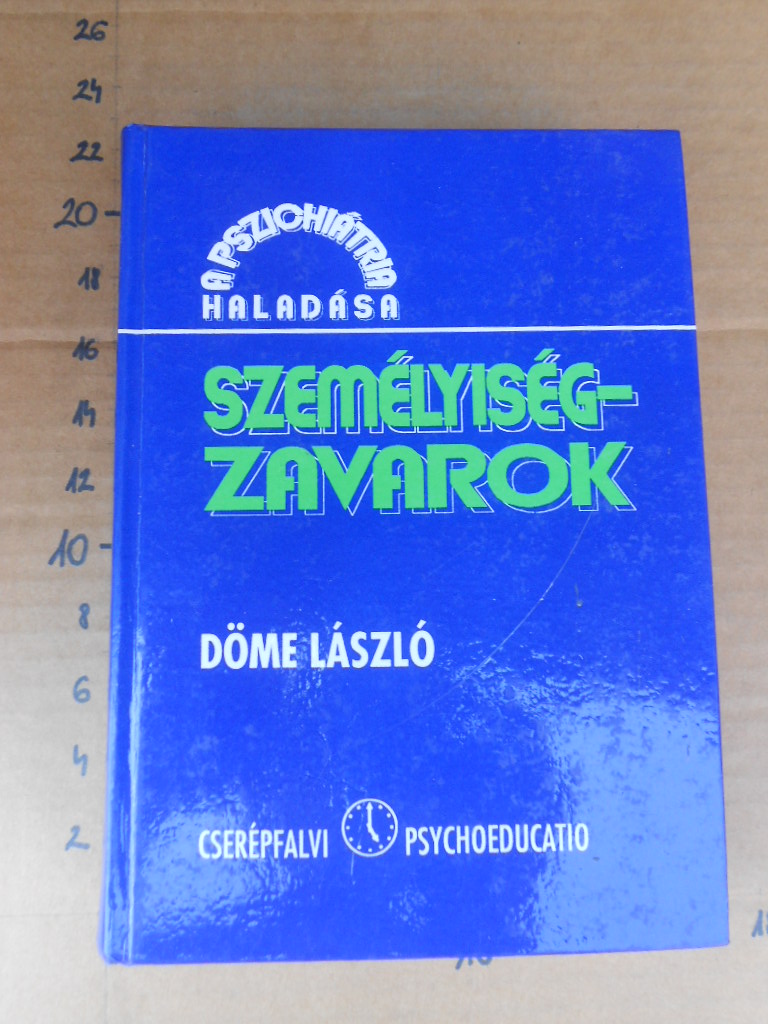 26
24
22
20
18
16
14
12
10
8
6
4
2
A PSZICHIÁTRIA
HALADÁSA
SZEMÉLYISÉG-
ZAVAROK
DÖME LÁSZLÓ
CSERÉPFALVI PSYCHOEDUCATIO